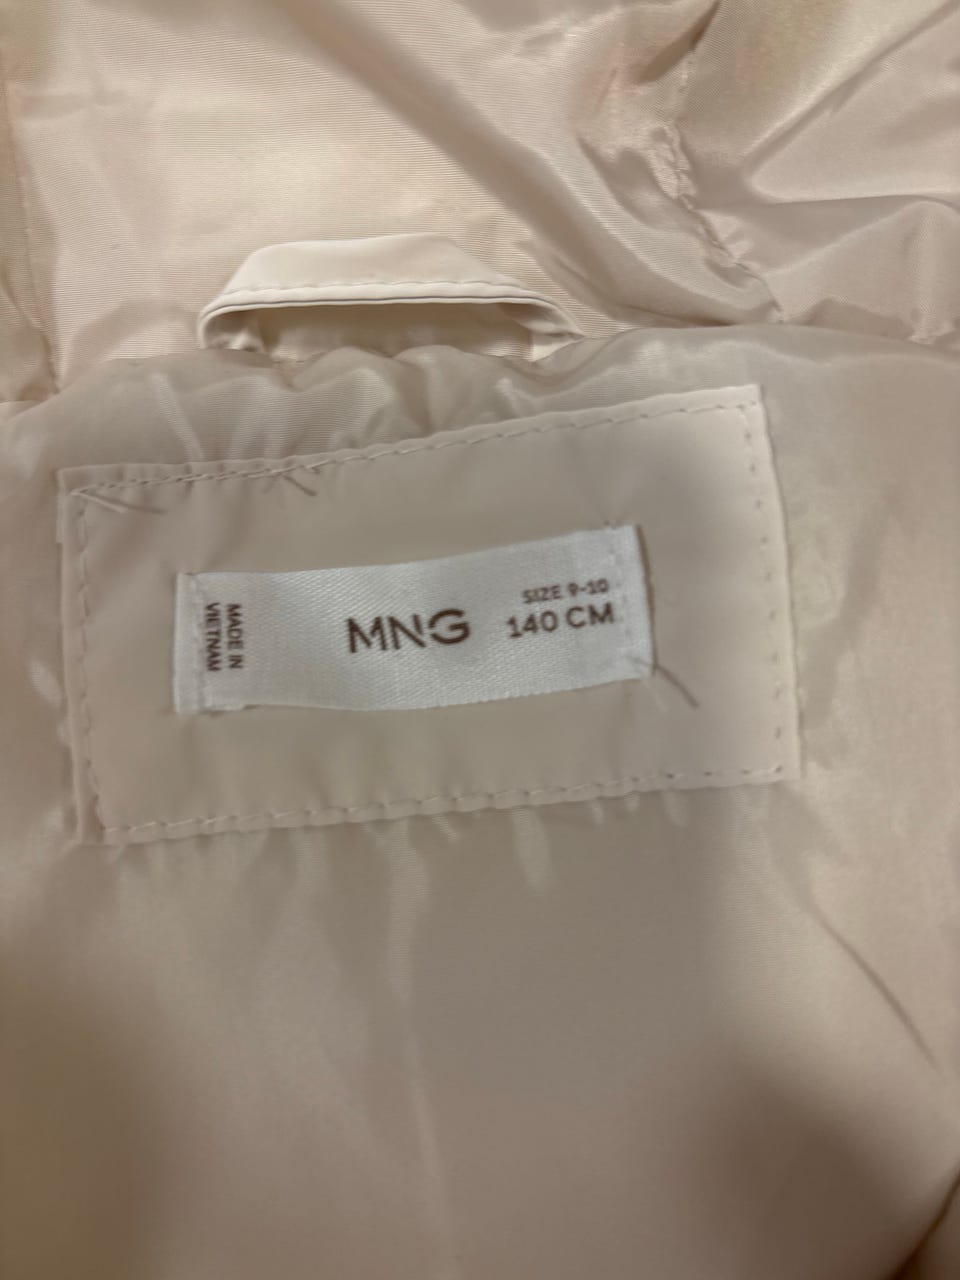 MADE IN
VIETNAM
MNG
SIZE 9-10
140 CM